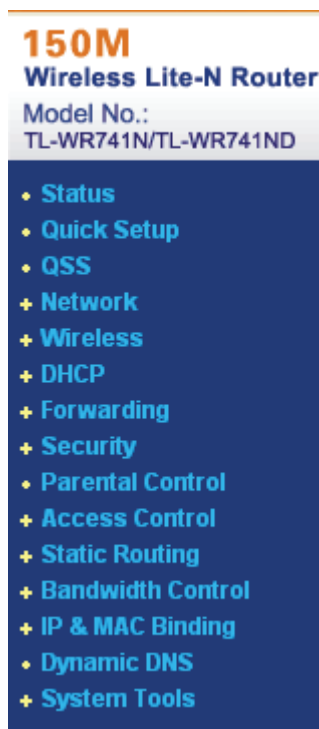 150M
Wireless Lite-N Router
Model No.:
TL-WR741N/TL-WR741ND
Status
Quick Setup
QSS
Network
Wireless
DHCP
Forwarding
Security
Parental Control
Access Control
Static Routing
Bandwidth Control
IP & MAC Binding
Dynamic DNS
System Tools